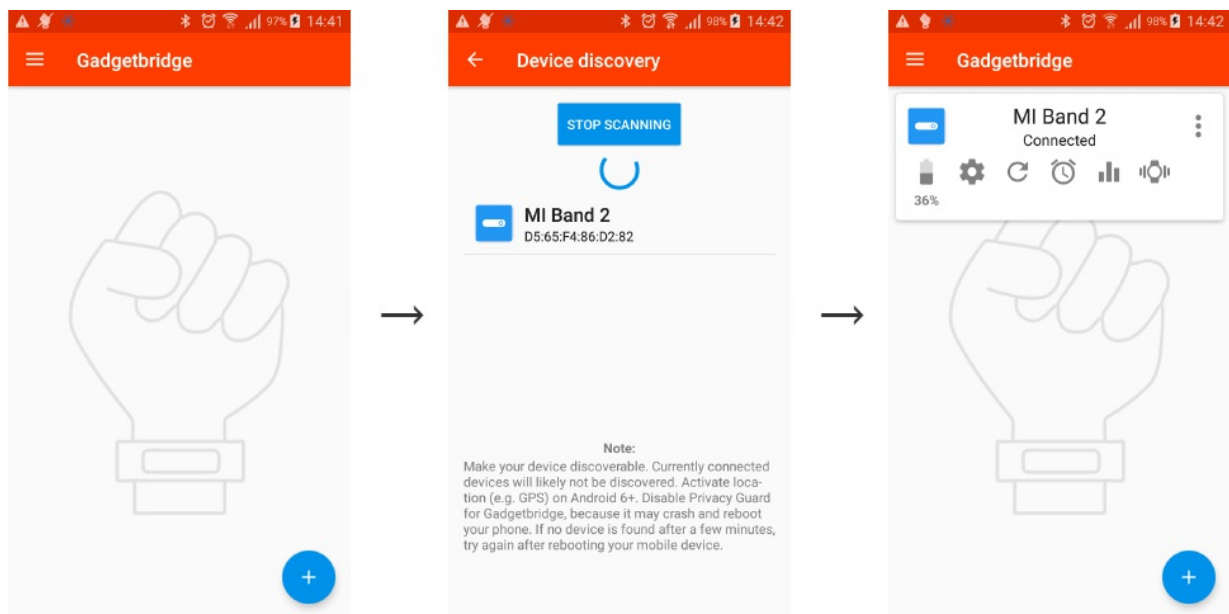 97% 14:41
Gadgetbridge
+
→
98% 14:42
Device discovery
STOP SCANNING
MI Band 2
D5:65:F4:86:D2:82
Note:
Make your device discoverable. Currently connected
devices will likely not be discovered. Activate loca-
tion (e.g. GPS) on Android 6+. Disable Privacy Guard
for Gadgetbridge, because it may crash and reboot
your phone. If no device is found after a few minutes,
try again after rebooting your mobile device.
→
98% 14:42
Gadgetbridge
MI Band 2
Connected
36%
+